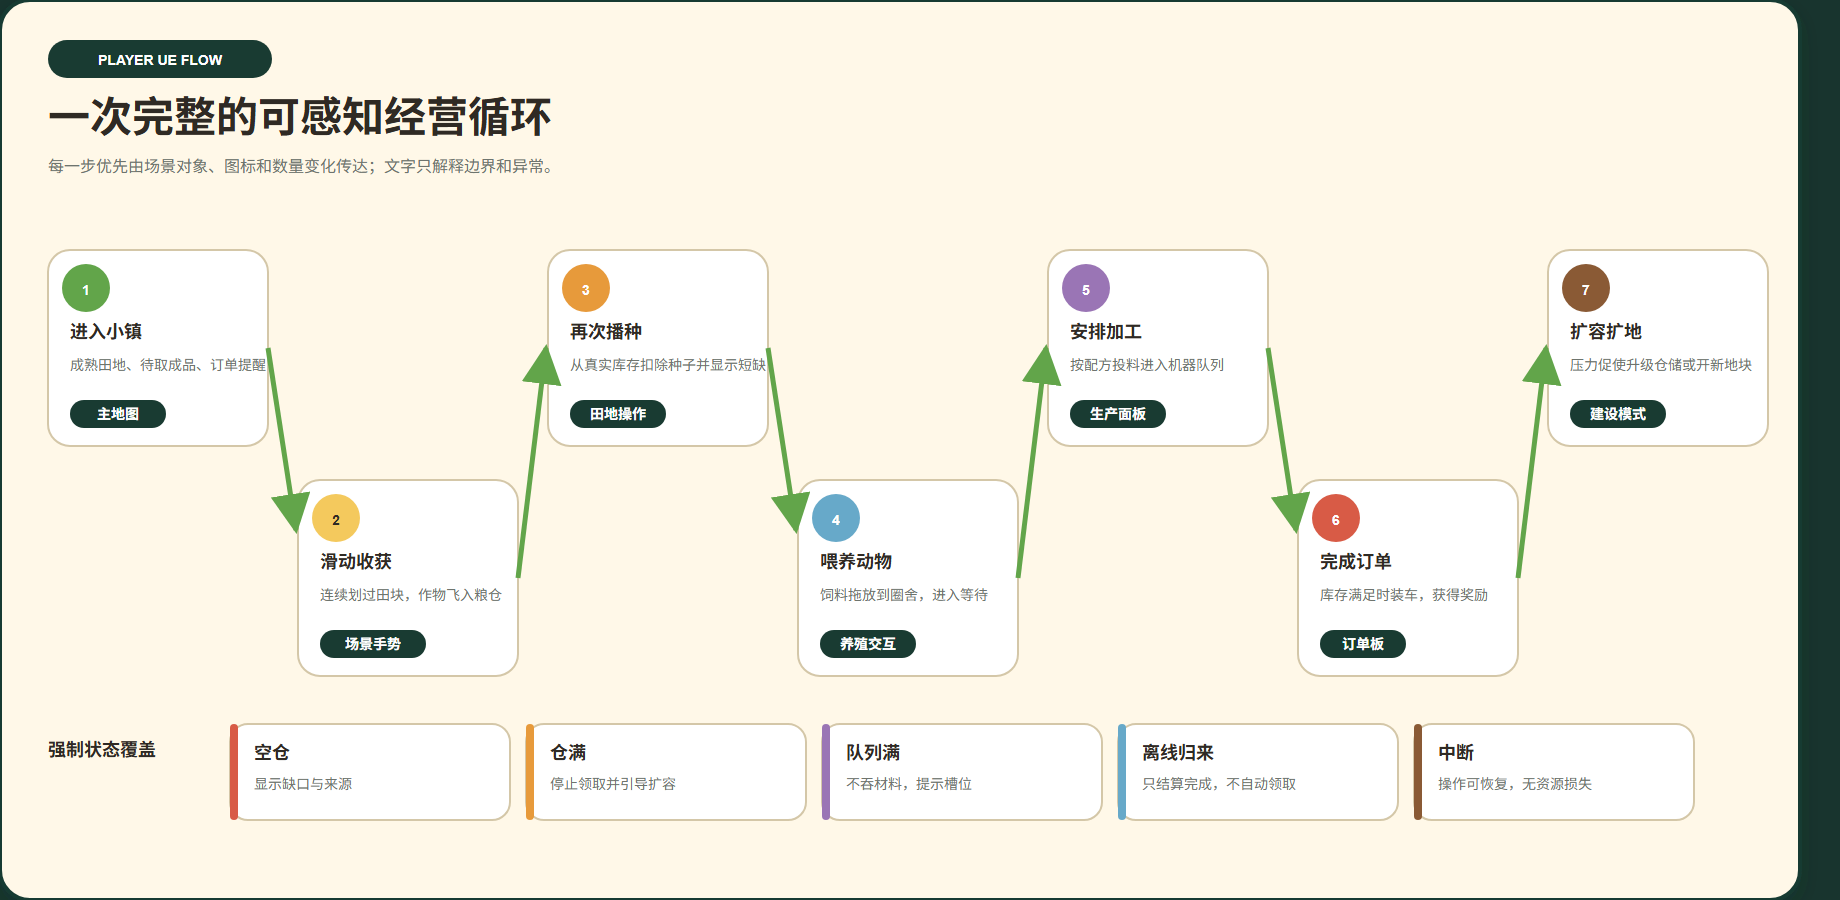 PLAYER UE FLOW
一次完整的可感知经营循环
每一步优先由场景对象、图标和数量变化传达；文字只解释边界和异常。
1
进入小镇
成熟田地、待取成品、订单提醒
主地图
2
滑动收获
连续划过田块，作物飞入粮仓
场景手势
3
再次播种
从真实库存扣除种子并显示短缺
田地操作
4
喂养动物
饲料拖放到圈舍，进入等待
养殖交互
5
安排加工
按配方投料进入机器队列
生产面板
6
完成订单
库存满足时装车，获得奖励
订单板
7
扩容扩地
压力促使升级仓储或开新地块
建设模式
强制状态覆盖
空仓
显示缺口与来源
仓满
停止领取并引导扩容
队列满
不吞材料，提示槽位
离线归来
只结算完成，不自动领取
中断
操作可恢复，无资源损失